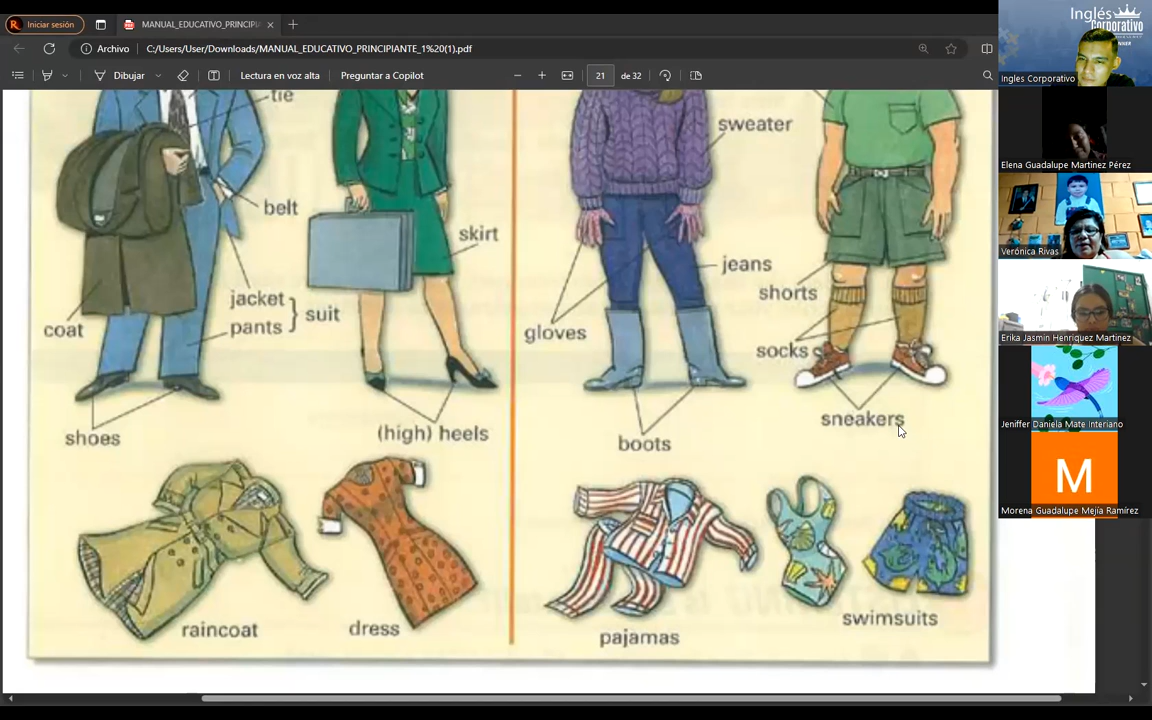 Iniciar sesión
MANUAL_EDUCATIVO_PRINCIPI
Archivo
C:/Users/User/Downloads/MANUAL_EDUCATIVO_PRINCIPIANTE_1%20(1).pdf
Dibujar
Lectura en voz alta
Preguntar a Copilot
21
de 32
tie
belt
skirt
jacket
pants
suit
coat
shoes
(high) heels
raincoat
dress
sweater
jeans
shorts
gloves
socks
sneakers
boots
pajamas
swimsuits
Inglés
Corporativo
Ingles Corporativo
Elena Guadalupe Martinez Pérez
Verónica Rivas
Erika Jasmin Henriquez Martinez
Jeniffer Daniela Mate Interiano
M
Morena Guadalupe Mejía Ramírez